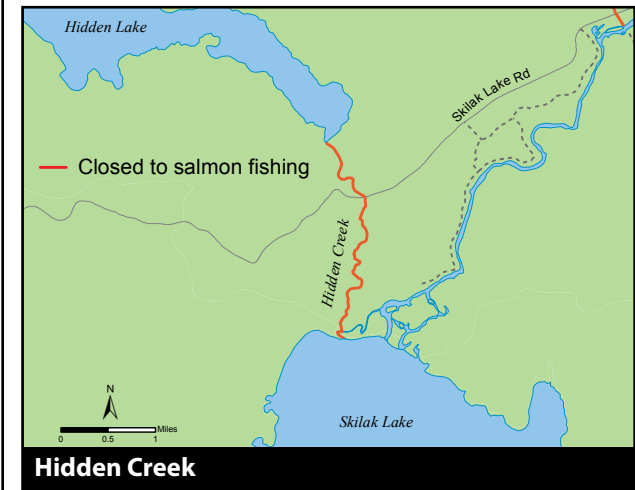 Hidden Lake
Skilak Lake Rd
Closed to salmon fishing
Hidden Creek
N
Miles
0 0.5 1
Skilak Lake
Hidden Creek